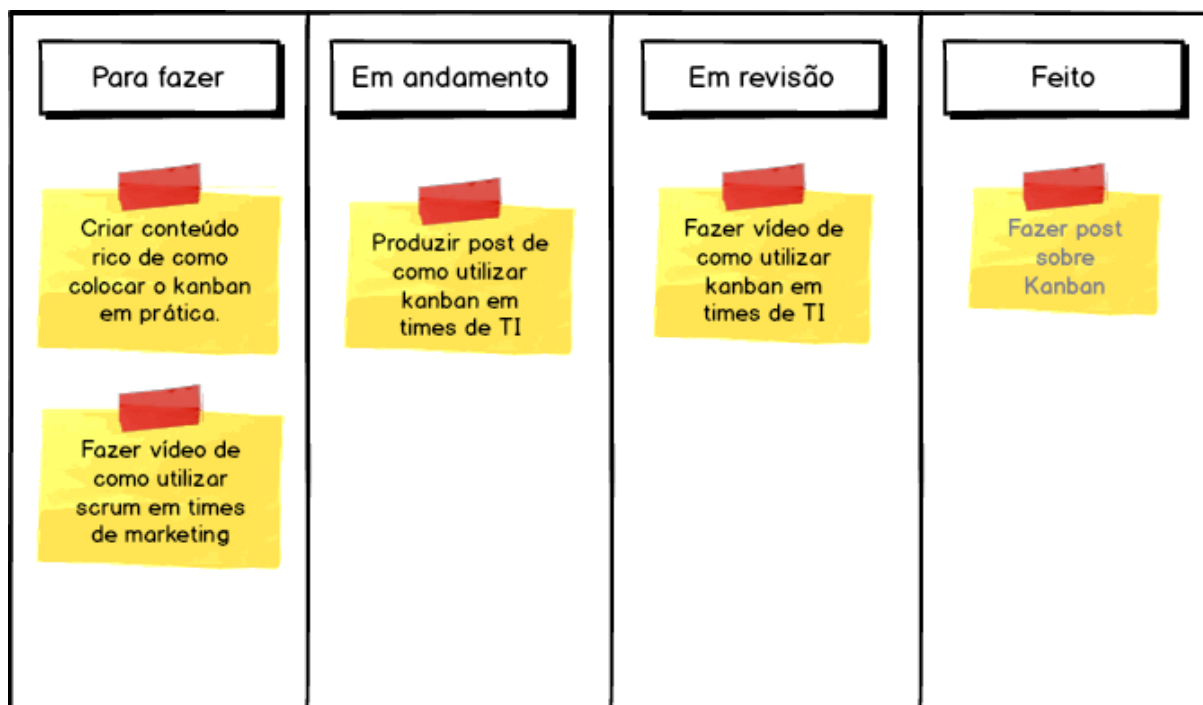 Para fazer
Em andamento
Em revisão
Feito
Criar conteúdo
rico de como
colocar o kanban
em prática.
Fazer vídeo de
como utilizar
scrum em times
de marketing
Produzir post de
como utilizar
kanban em
times de TI
Fazer vídeo de
como utilizar
kanban em
times de TI
Fazer post
sobre
Kanban